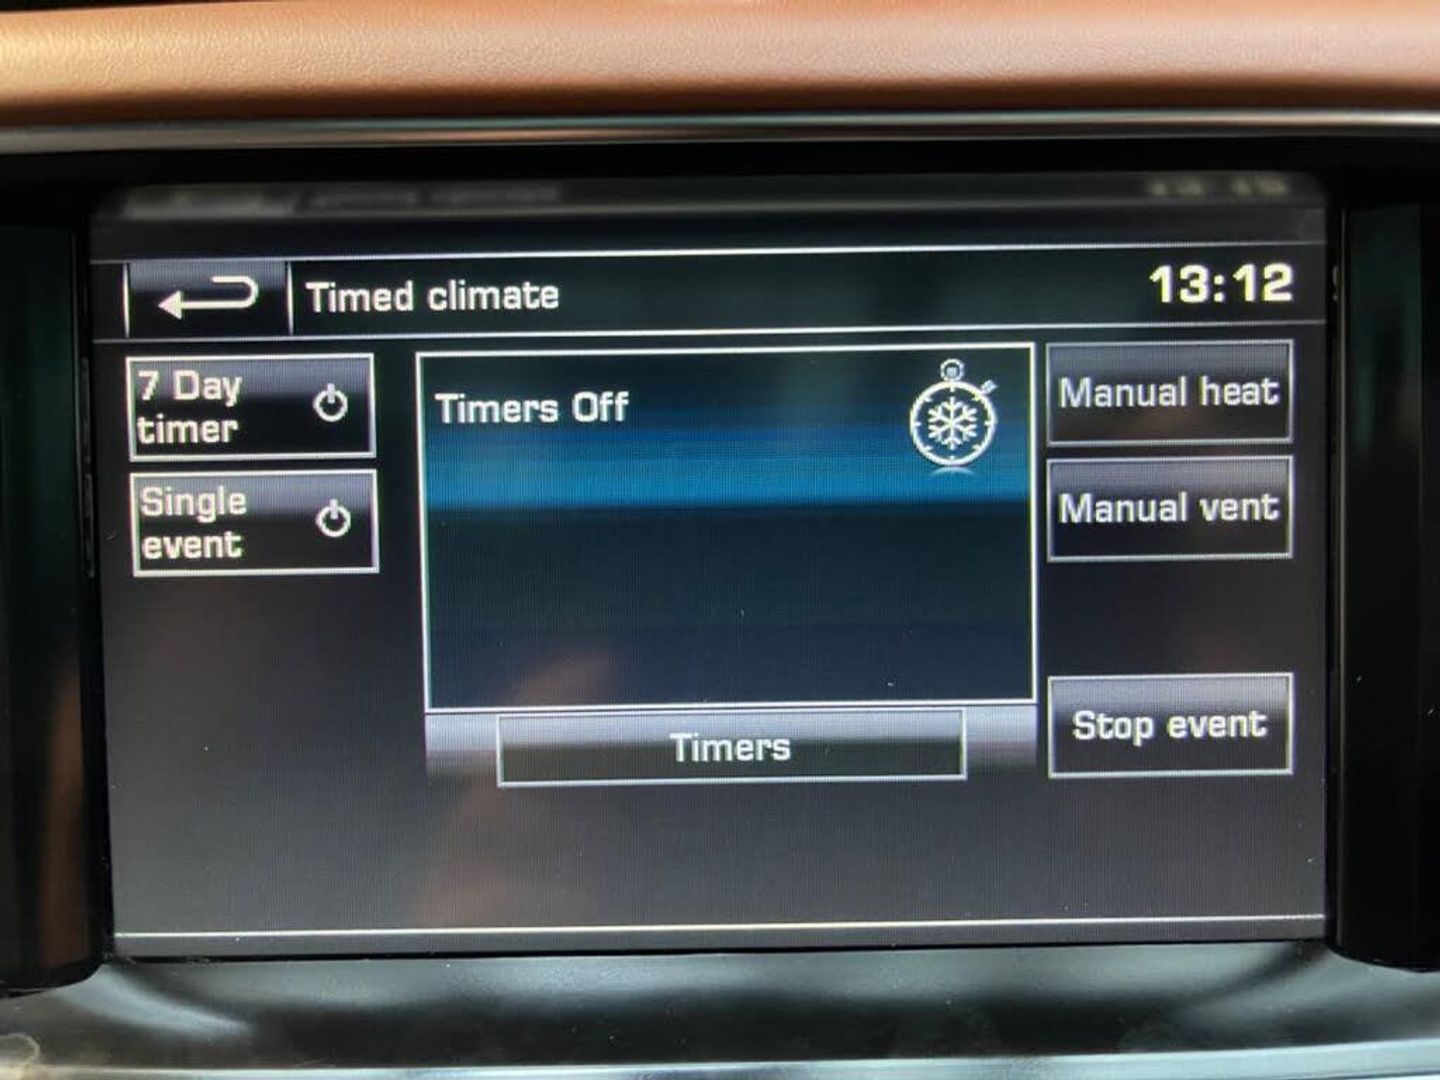 Timed climate
13:12
7 Day
timer
Single
event
Timers Off
Manual heat
Manual vent
Stop event
Timers